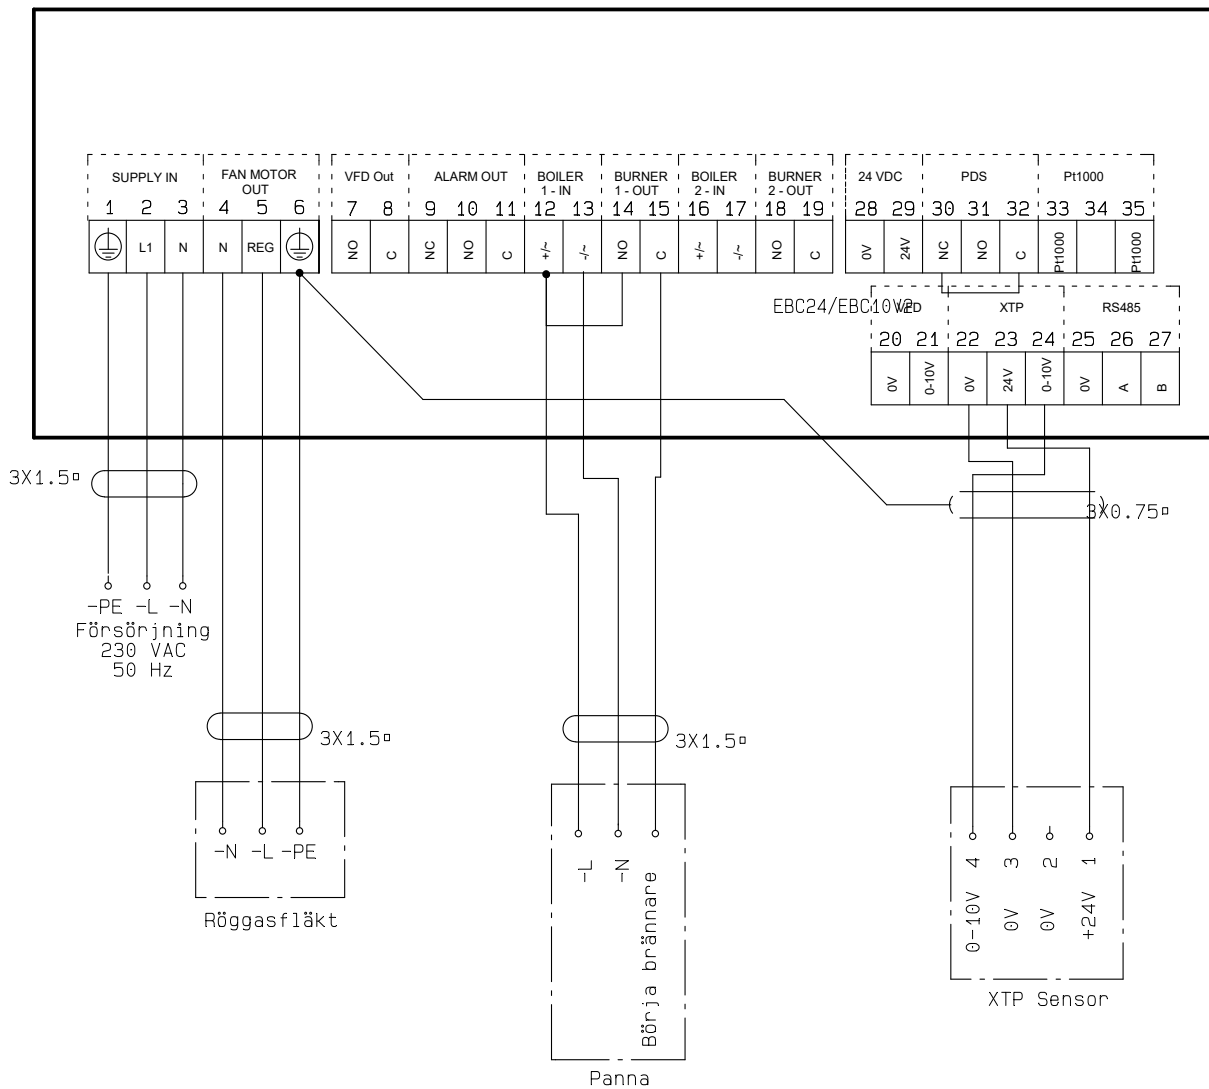 SUPPLY IN
FAN MOTOR
OUT
VFD Out
ALARM OUT
BOILER
1 - IN
BURNER
1 - OUT
BOILER
2 - IN
BURNER
2 - OUT
24 VDC
PDS
Pt1000
1 2 3 4 5 6 7 8 9 10 11 12 13 14 15 16 17 18 19 28 29 30 31 32 33 34 35
L1 N N REG NO C NC NO C +/~ -/~ NO C +/~ -/~ NO C 0V 24V NC NO C Pt1000 Pt1000
EBC24/EBC10V2
VFD
XTP
RS485
20 21 22 23 24 25 26 27
0V 0-10V 0V 24V 0-10V 0V A B
3X1.5▫
3X0.75▫
-PE -L -N
Försörjning
230 VAC
50 Hz
3X1.5▫
3X1.5▫
-N -L -PE
Röggasfläkt
-L
-N
Börja brännare
Panna
4 3 2 1
0-10V 0V 0V +24V
XTP Sensor